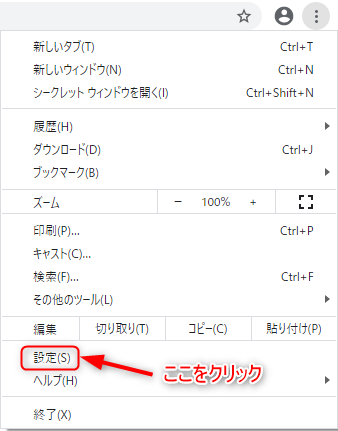 新しいタブ(T) Ctrl+T
新しいウィンドウ(N) Ctrl+N
シークレット ウィンドウを開く(I) Ctrl+Shift+N
履歴(H)
ダウンロード(D) Ctrl+J
ブックマーク(B)
ズーム − 100% +
印刷(P)... Ctrl+P
キャスト(C)...
検索(F)... Ctrl+F
その他のツール(L)
編集 切り取り(T) コピー(C) 貼り付け(P)
設定(S) ここをクリック
ヘルプ(H)
終了(X)